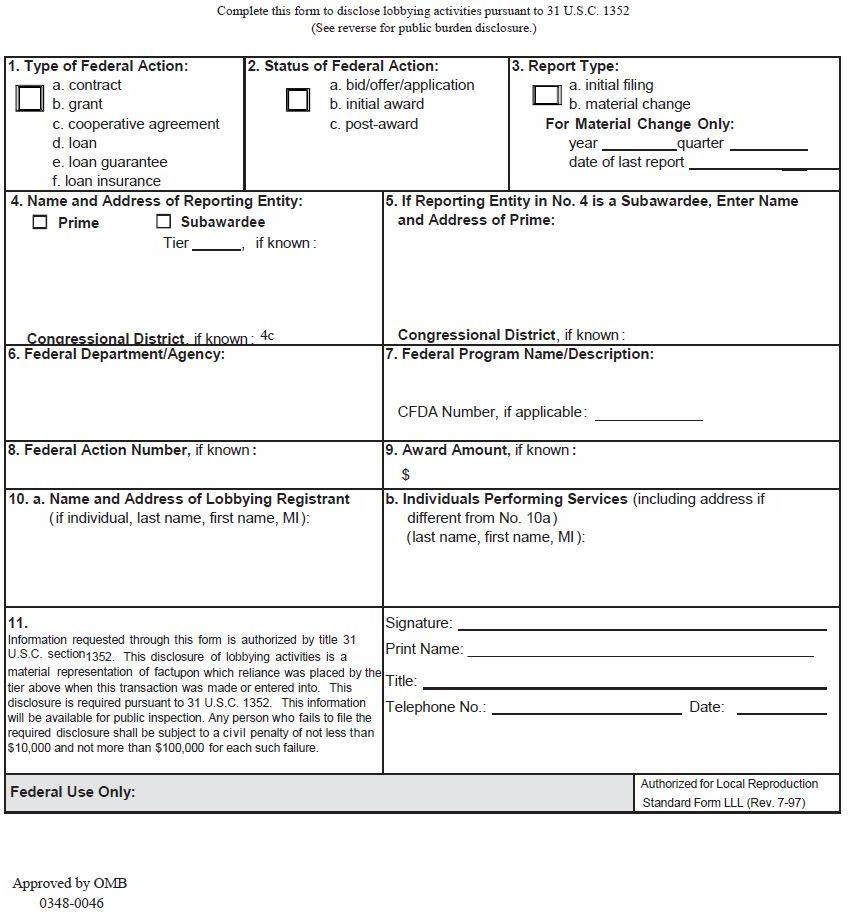 Complete this form to disclose lobbying activities pursuant to 31 U.S.C. 1352
(See reverse for public burden disclosure.)
1. Type of Federal Action:
a. contract
b. grant
c. cooperative agreement
d. loan
e. loan guarantee
f. loan insurance
2. Status of Federal Action:
a. bid/offer/application
b. initial award
c. post-award
3. Report Type:
a. initial filing
b. material change
For Material Change Only:
year _________ quarter _________
date of last report _________
4. Name and Address of Reporting Entity:
Prime Subawardee
Tier ______, if known :
Congressional District, if known : 4c
5. If Reporting Entity in No. 4 is a Subawardee, Enter Name
and Address of Prime:
Congressional District, if known :
6. Federal Department/Agency:
7. Federal Program Name/Description:
CFDA Number, if applicable: _____________
8. Federal Action Number, if known :
9. Award Amount, if known :
$
10. a. Name and Address of Lobbying Registrant
(if individual, last name, first name, MI):
b. Individuals Performing Services (including address if
different from No. 10a)
(last name, first name, MI):
11.
Information requested through this form is authorized by title 31
U.S.C. section1352. This disclosure of lobbying activities is a
material representation of factupon which reliance was placed by the
tier above when this transaction was made or entered into. This
disclosure is required pursuant to 31 U.S.C. 1352. This information
will be available for public inspection. Any person who fails to file the
required disclosure shall be subject to a civil penalty of not less than
$10,000 and not more than $100,000 for each such failure.
Signature: ______________________
Print Name: ______________________
Title: ______________________
Telephone No.: ______________ Date: _________
Federal Use Only:
Authorized for Local Reproduction
Standard Form LLL (Rev. 7-97)
Approved by OMB
0348-0046